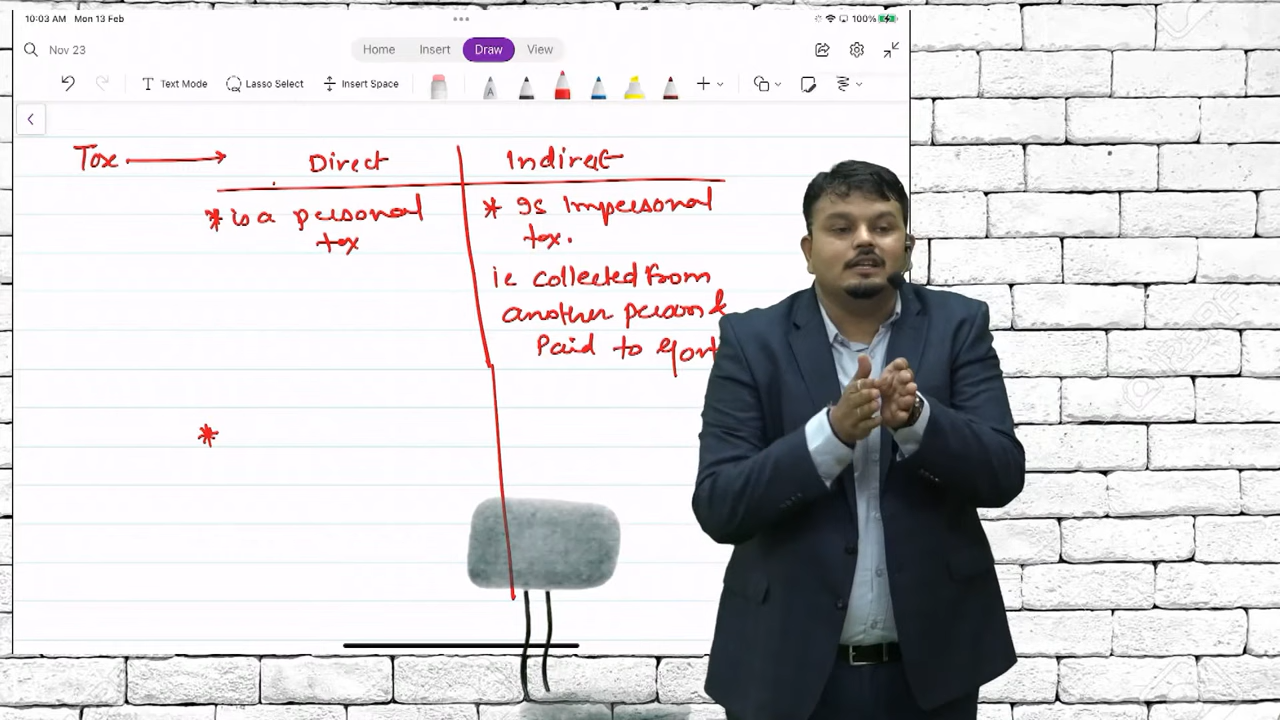 10:03 AM Mon 13 Feb
100%
Nov 23
Home Insert Draw View
Text Mode Lasso Select Insert Space
Tax Direct Indirect
* is a personal
tax
* Is Impersonal
tax.
ie collected from
another person &
Paid to Govt
*